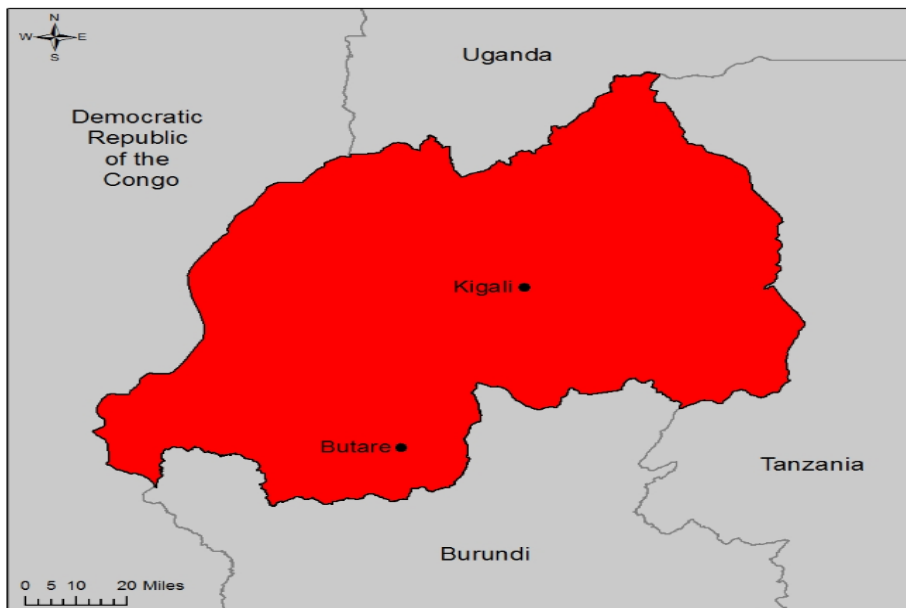 N
W E
S
Uganda
Democratic
Republic
of the
Congo
Kigali
Butare
Tanzania
Burundi
0 5 10 20 Miles